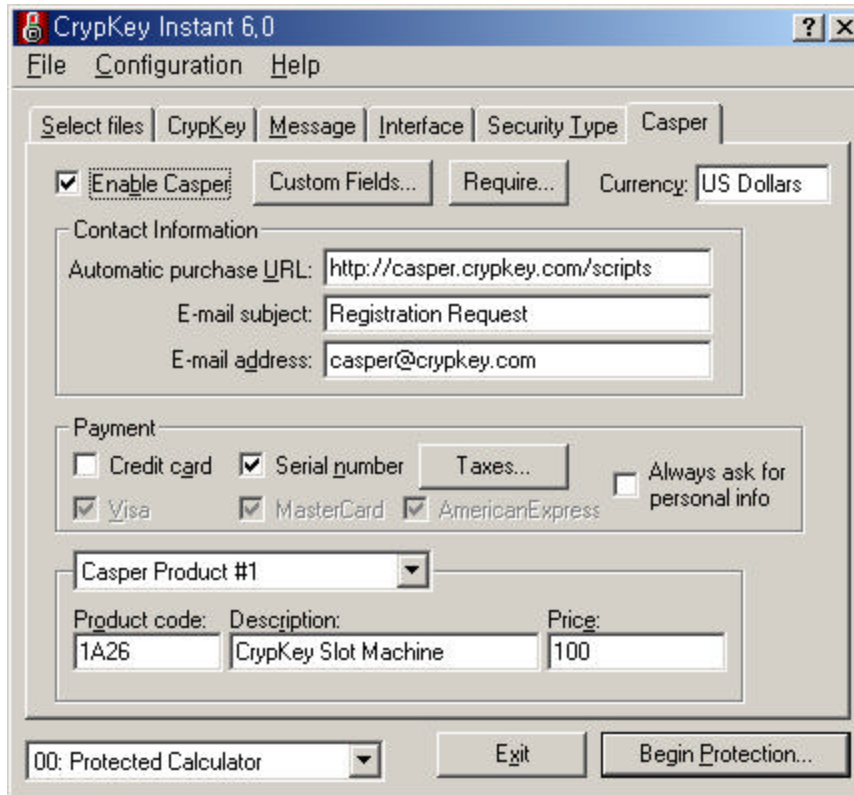 CrypKey Instant 6.0
File Configuration Help
Select files CrypKey Message Interface Security Type Casper
Enable Casper Custom Fields... Require... Currency: US Dollars
Contact Information
Automatic purchase URL: http://casper.crypkey.com/scripts
E-mail subject: Registration Request
E-mail address: casper@crypkey.com
Payment
Credit card Serial number Taxes... Always ask for
personal info
Visa MasterCard AmericanExpress
Casper Product #1
Product code: Description: Price:
1A26 CrypKey Slot Machine 100
00: Protected Calculator Exit Begin Protection...